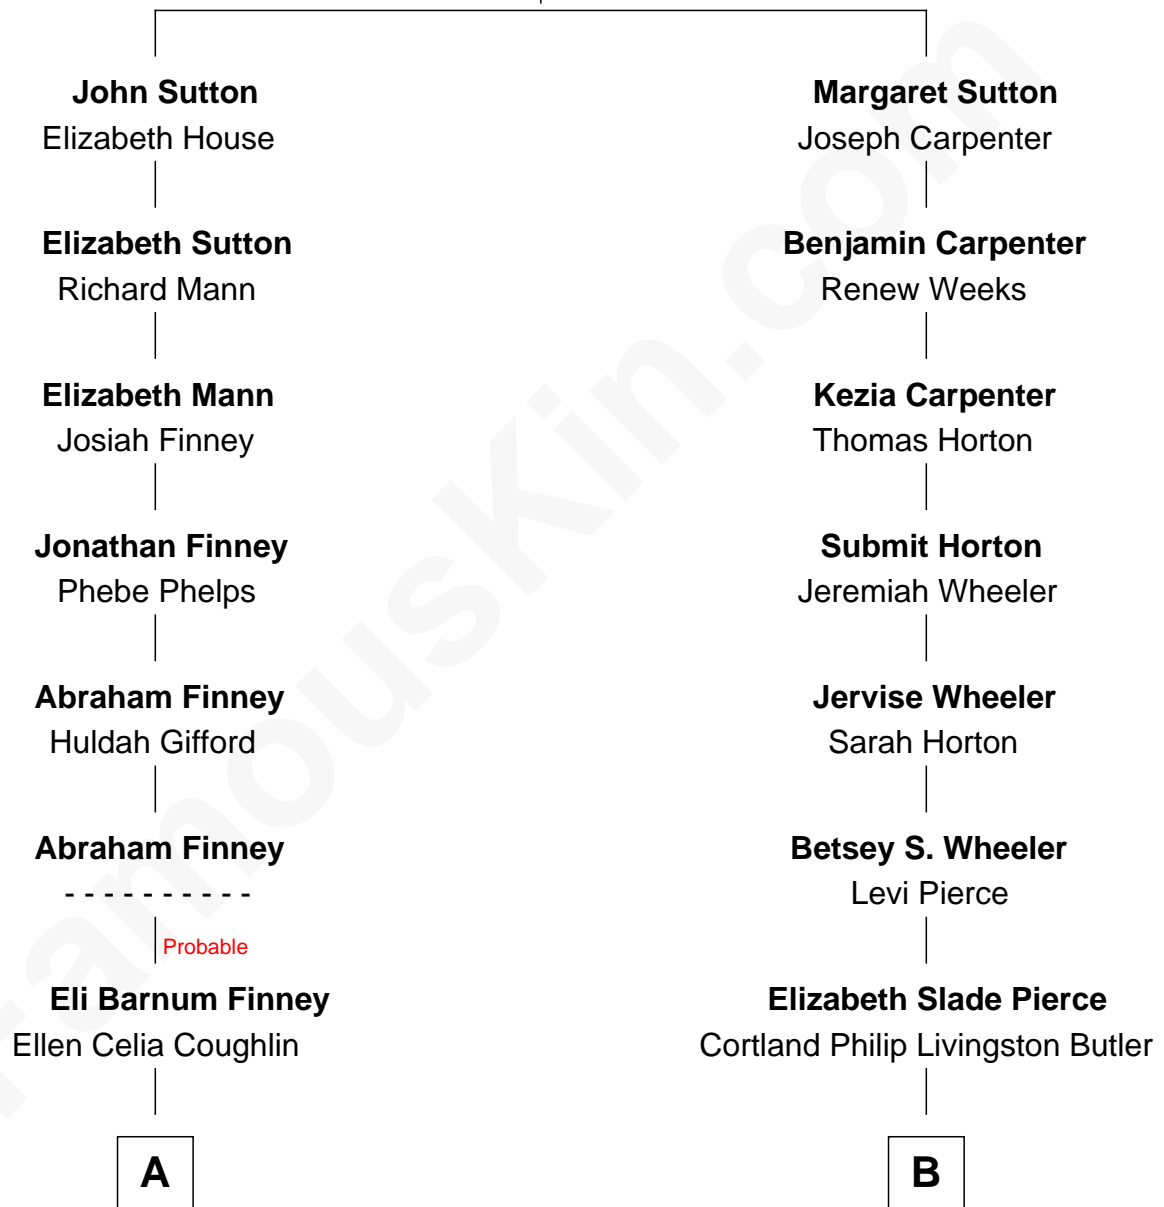 John Sutton
Elizabeth House
Margaret Sutton
Joseph Carpenter
Elizabeth Sutton
Richard Mann
Benjamin Carpenter
Renew Weeks
Elizabeth Mann
Josiah Finney
Kezia Carpenter
Thomas Horton
Jonathan Finney
Phebe Phelps
Submit Horton
Jeremiah Wheeler
Abraham Finney
Huldah Gifford
Jervise Wheeler
Sarah Horton
Abraham Finney
- - - - - - - - - -
Probable
Betsey S. Wheeler
Levi Pierce
Eli Barnum Finney
Ellen Celia Coughlin
Elizabeth Slade Pierce
Cortland Philip Livingston Butler
A
B
FamousKin.com